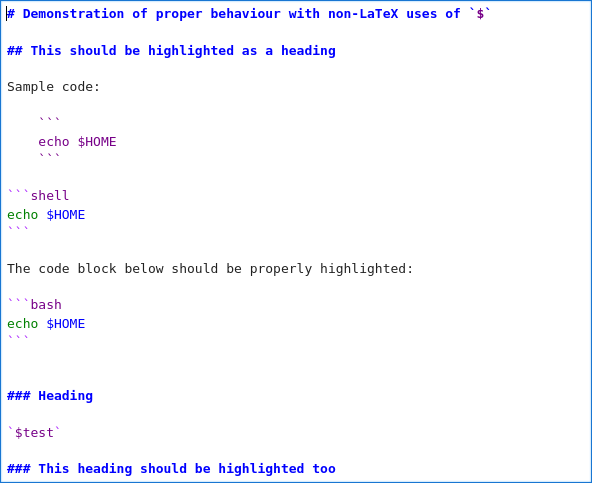 # Demonstration of proper behaviour with non-LaTeX uses of `$`
## This should be highlighted as a heading
Sample code:
    ```
    echo $HOME
    ```
```shell
echo $HOME
```
The code block below should be properly highlighted:
```bash
echo $HOME
```
### Heading
`$test`
### This heading should be highlighted too